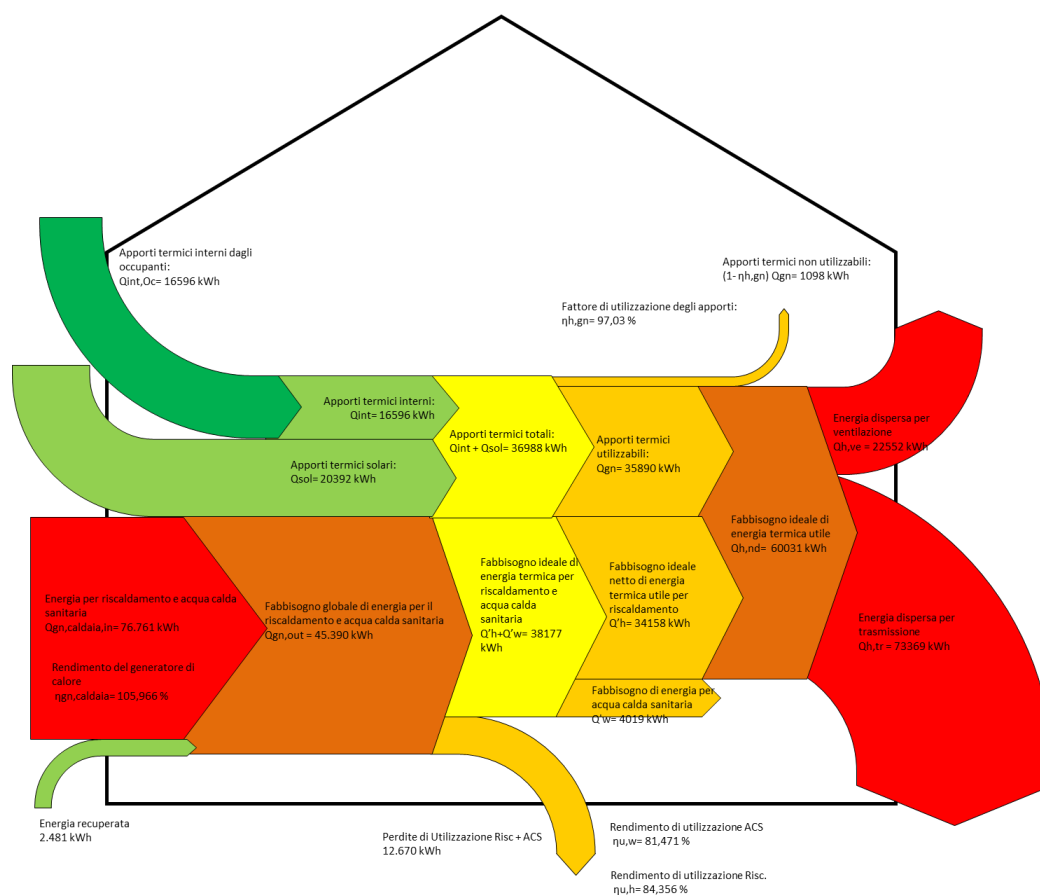 Apporti termici interni dagli
occupanti:
Qint,Oc= 16596 kWh
Apporti termici non utilizzabili:
(1- ηh,gn) Qgn= 1098 kWh
Fattore di utilizzazione degli apporti:
ηh,gn= 97,03 %
Apporti termici interni:
Qint= 16596 kWh
Apporti termici solari:
Qsol= 20392 kWh
Apporti termici totali:
Qint + Qsol= 36988 kWh
Apporti termici
utilizzabili:
Qgn= 35890 kWh
Energia dispersa per
ventilazione
Qh,ve = 22552 kWh
Fabbisogno ideale di
energia termica utile
Qh,nd= 60031 kWh
Energia per riscaldamento e acqua calda
sanitaria
Qgn,caldaia,in= 76.761 kWh
Rendimento del generatore di
calore
ηgn,caldaia= 105,966 %
Fabbisogno globale di energia per il
riscaldamento e acqua calda sanitaria
Qgn,out = 45.390 kWh
Fabbisogno ideale di
energia termica per
riscaldamento e
acqua calda
sanitaria
Q'h+Q'w= 38177
kWh
Fabbisogno ideale
netto di energia
termica utile per
riscaldamento
Q'h= 34158 kWh
Energia dispersa per
trasmissione
Qh,tr = 73369 kWh
Fabbisogno di energia per
acqua calda sanitaria
Q'w= 4019 kWh
Energia recuperata
2.481 kWh
Perdite di Utilizzazione Risc + ACS
12.670 kWh
Rendimento di utilizzazione ACS
ηu,w= 81,471 %
Rendimento di utilizzazione Risc.
ηu,h= 84,356 %